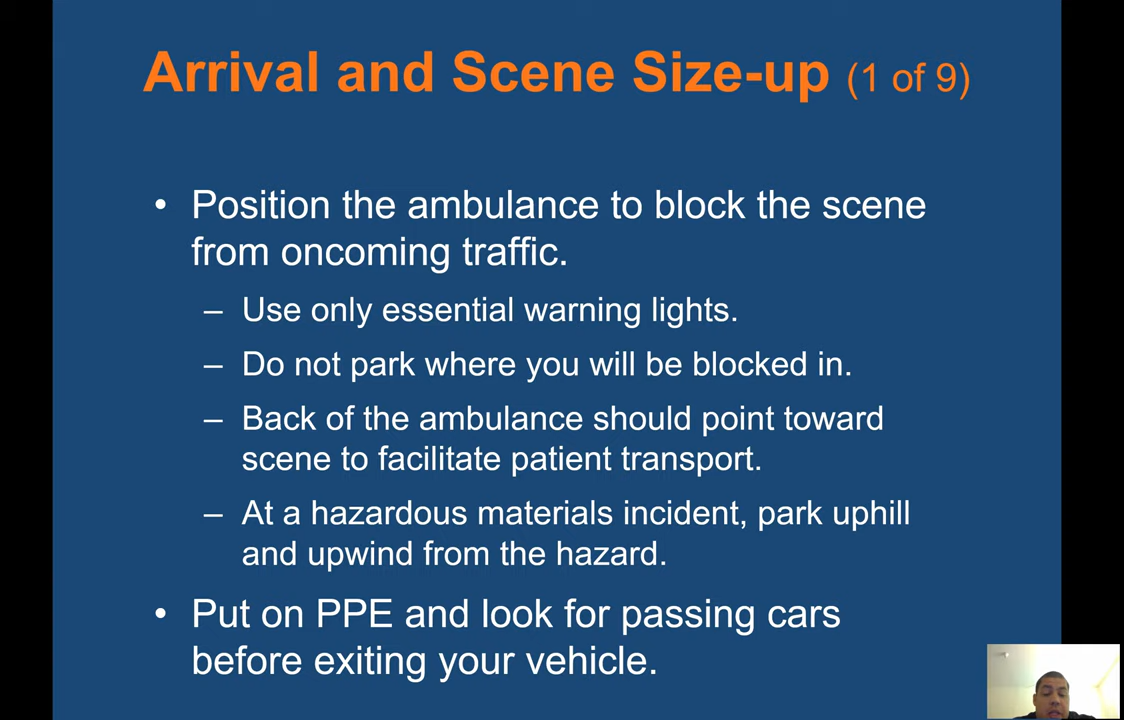 Arrival and Scene Size-up (1 of 9)
• Position the ambulance to block the scene
from oncoming traffic.
– Use only essential warning lights.
– Do not park where you will be blocked in.
– Back of the ambulance should point toward
scene to facilitate patient transport.
– At a hazardous materials incident, park uphill
and upwind from the hazard.
• Put on PPE and look for passing cars
before exiting your vehicle.